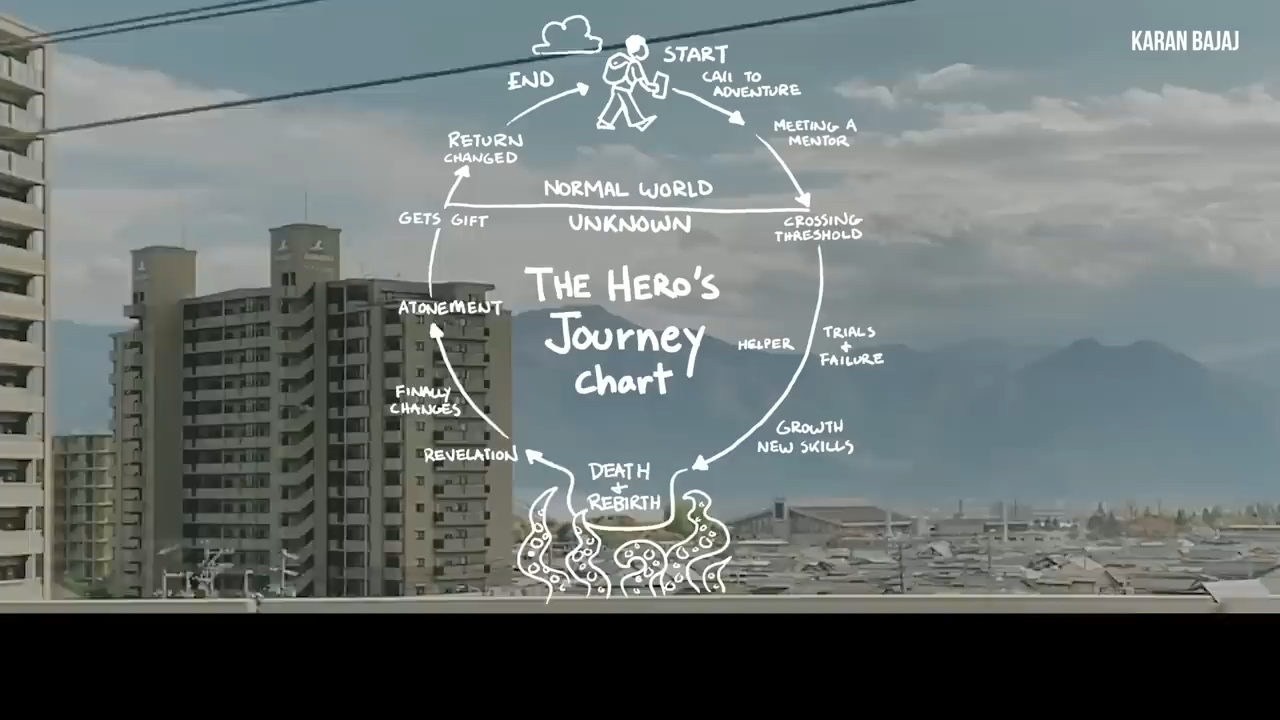 KARAN BAJAJ
START
END
CALL TO
ADVENTURE
MEETING A
MENTOR
RETURN
CHANGED
NORMAL WORLD
GETS GIFT
UNKNOWN
CROSSING
THRESHOLD
THE HERO'S
Journey
chart
ATONEMENT
HELPER
TRIALS
+
FAILURE
FINALLY
CHANGES
GROWTH
NEW SKILLS
REVELATION
DEATH
+
REBIRTH